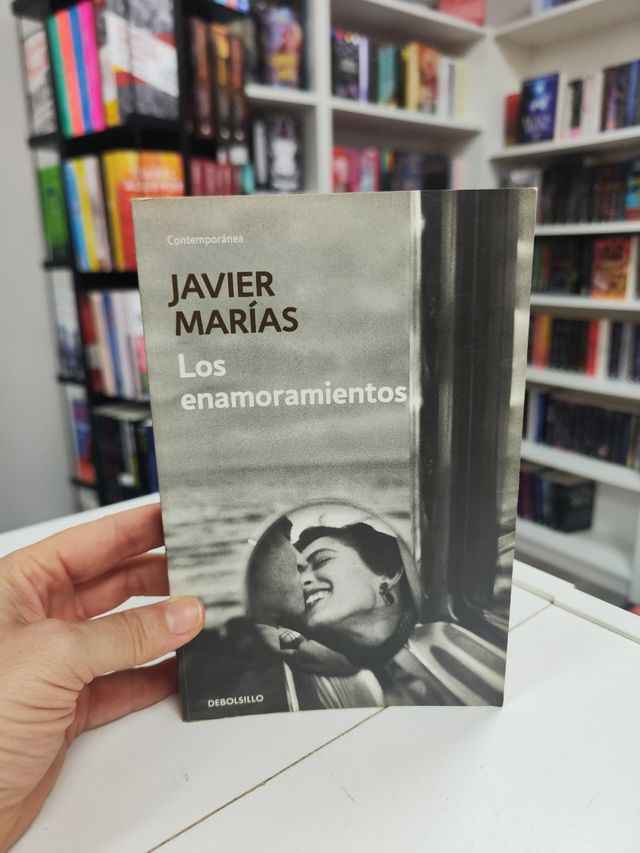 Contemporánea
JAVIER
MARÍAS
Los
enamoramientos
DEBOLSILLO